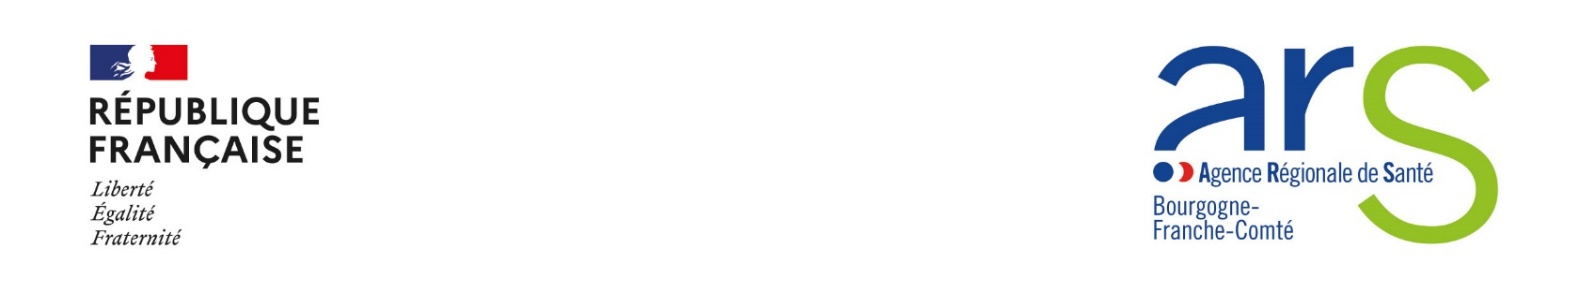 RÉPUBLIQUE
FRANÇAISE
Liberté
Égalité
Fraternité
ars
Agence Régionale de Santé
Bourgogne-
Franche-Comté